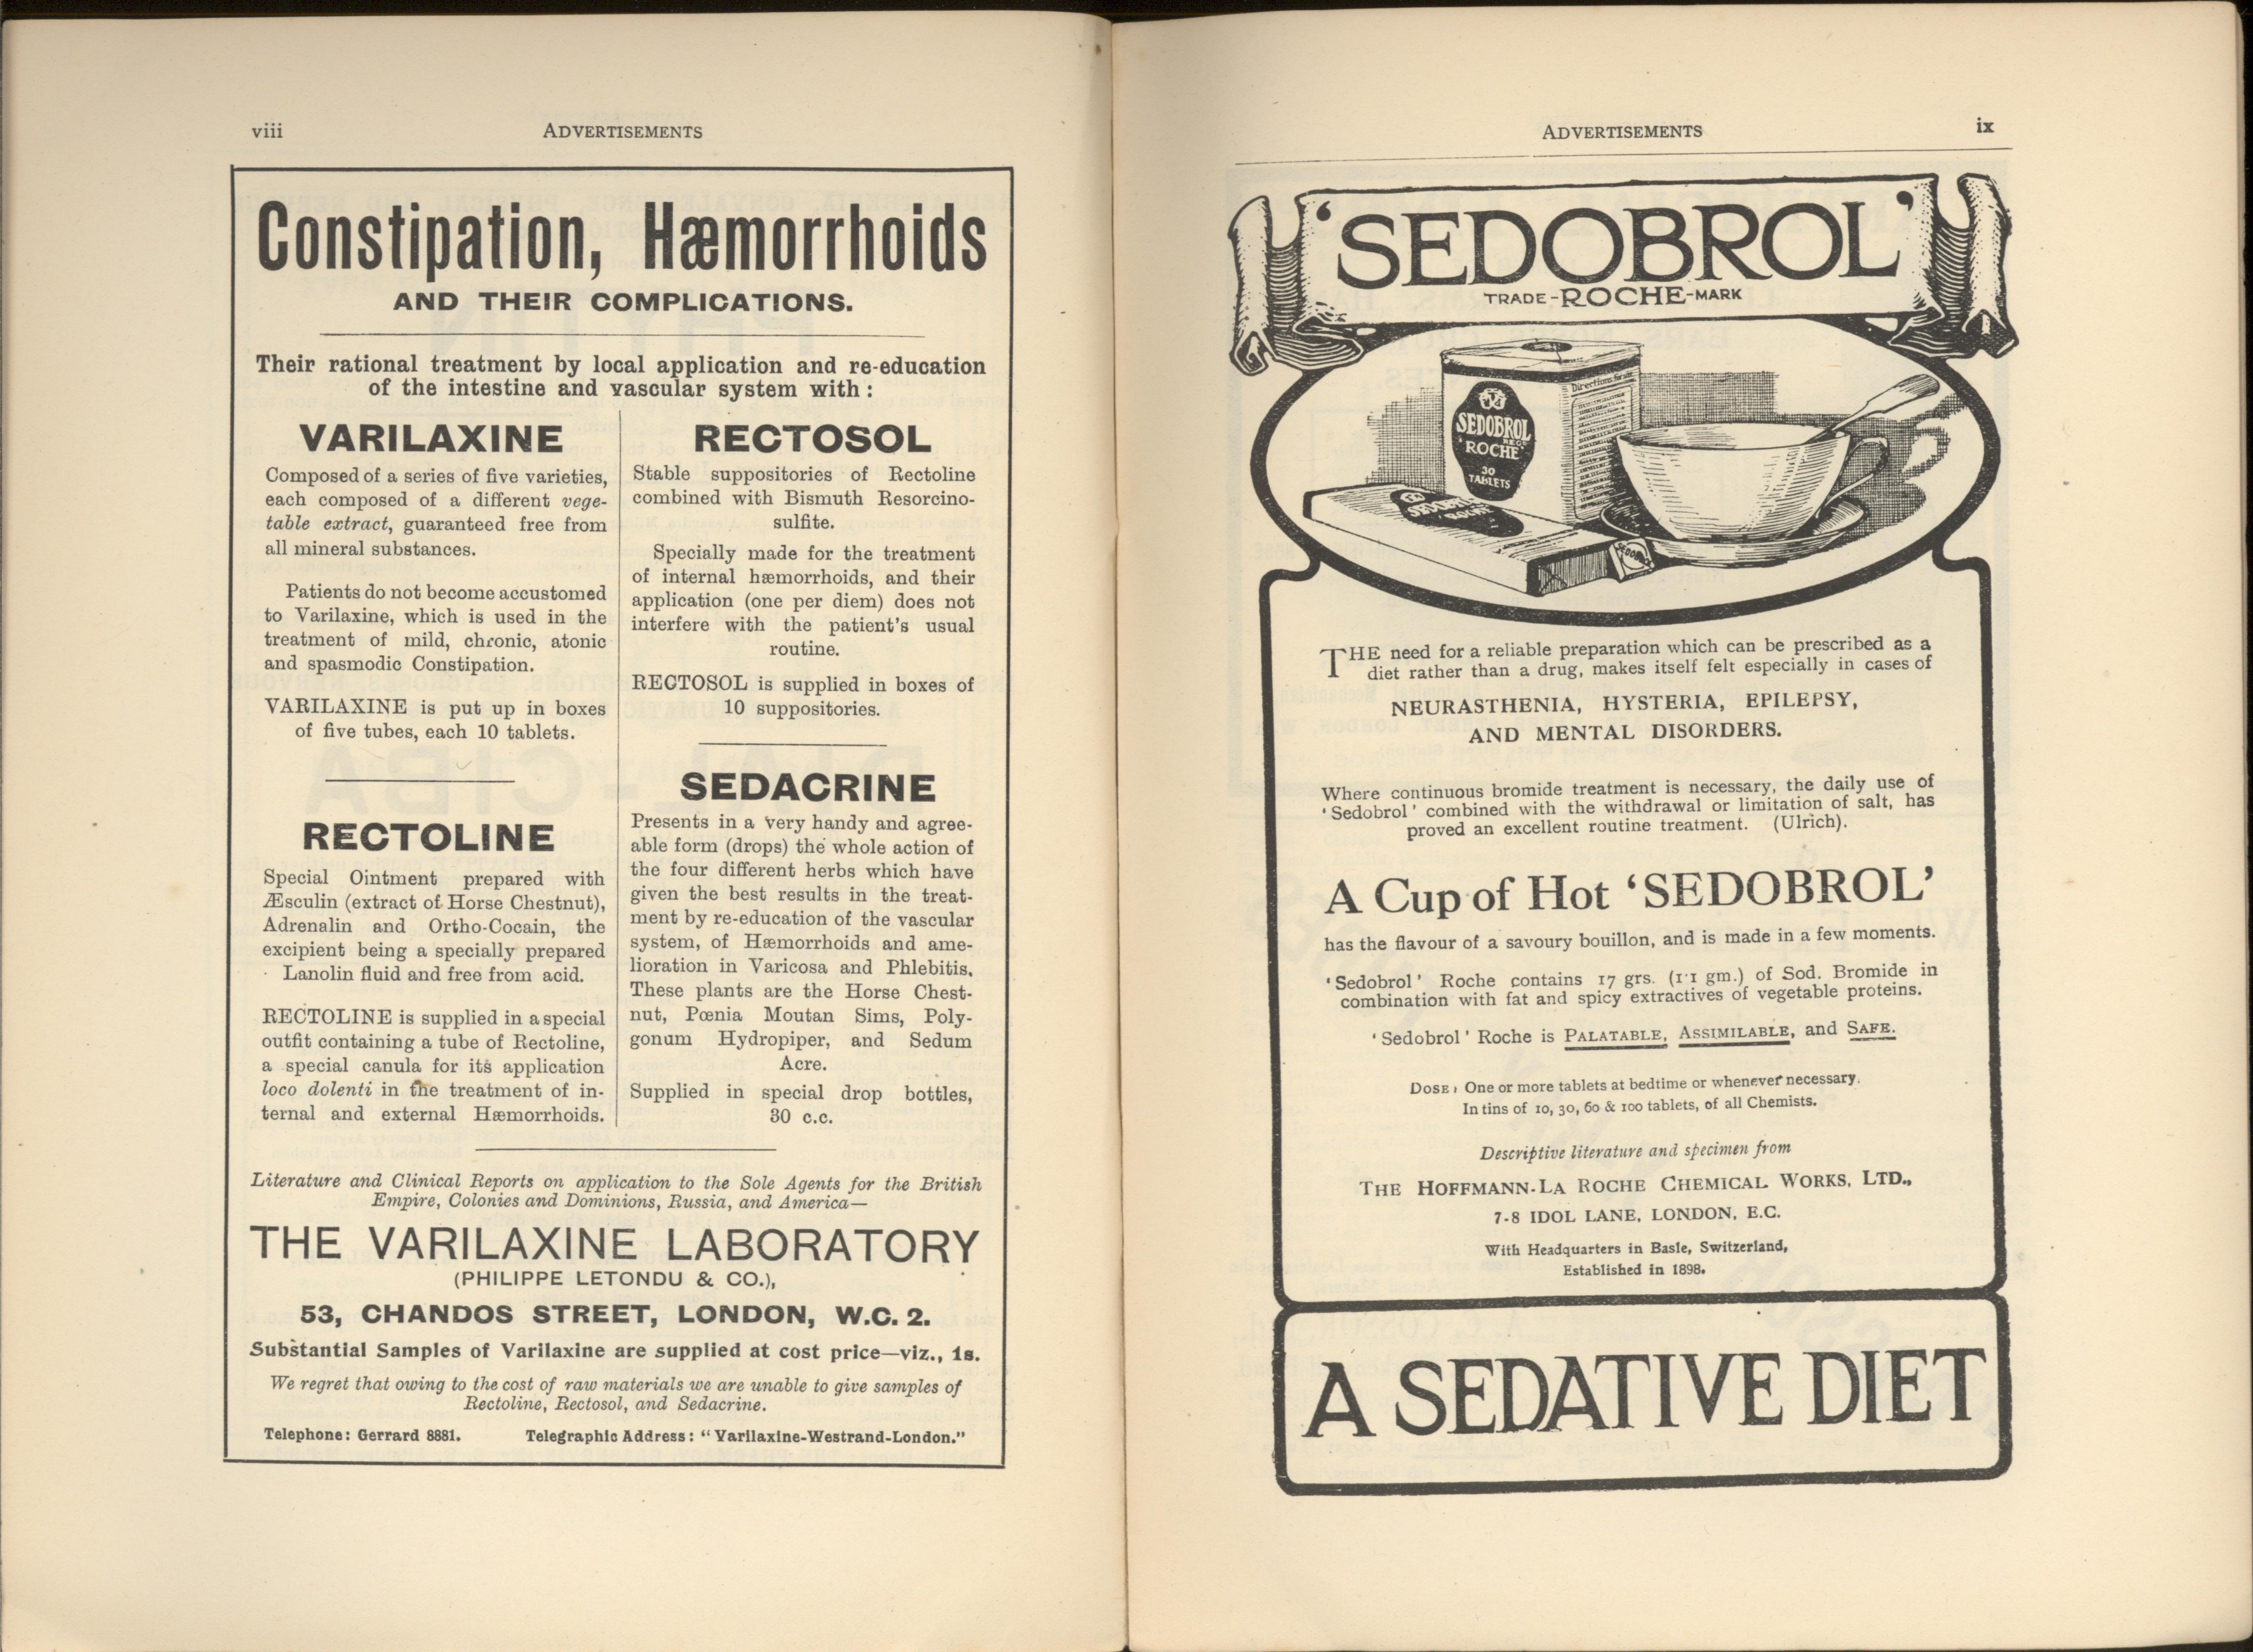 viii
ADVERTISEMENTS
Constipation, Hæmorrhoids
AND THEIR COMPLICATIONS.
Their rational treatment by local application and re-education
of the intestine and vascular system with :
VARILAXINE
Composed of a series of five varieties,
each composed of a different vege-
table extract, guaranteed free from
all mineral substances.
Patients do not become accustomed
to Varilaxine, which is used in the
treatment of mild, chronic, atonic
and spasmodic Constipation.
VARILAXINE is put up in boxes
of five tubes, each 10 tablets.
RECTOLINE
Special Ointment prepared with
Æsculin (extract of Horse Chestnut),
Adrenalin and Ortho-Cocain, the
excipient being a specially prepared
Lanolin fluid and free from acid.
RECTOLINE is supplied in a special
outfit containing a tube of Rectoline,
a special canula for its application
loco dolenti in the treatment of in-
ternal and external Hæmorrhoids.
RECTOSOL
Stable suppositories of Rectoline
combined with Bismuth Resorcino-
sulfite.
Specially made for the treatment
of internal hæmorrhoids, and their
application (one per diem) does not
interfere with the patient's usual
routine.
RECTOSOL is supplied in boxes of
10 suppositories.
SEDACRINE
Presents in a very handy and agree-
able form (drops) the whole action of
the four different herbs which have
given the best results in the treat-
ment by re-education of the vascular
system, of Hæmorrhoids and ame-
lioration in Varicosa and Phlebitis.
These plants are the Horse Chest-
nut, Pœnia Moutan Sims, Poly-
gonum Hydropiper, and Sedum
Acre.
Supplied in special drop bottles,
30 c.c.
Literature and Clinical Reports on application to the Sole Agents for the British
Empire, Colonies and Dominions, Russia, and America—
THE VARILAXINE LABORATORY
(PHILIPPE LETONDU & CO.),
53, CHANDOS STREET, LONDON, W.C. 2.
Substantial Samples of Varilaxine are supplied at cost price—viz., 1s.
We regret that owing to the cost of raw materials we are unable to give samples of
Rectoline, Rectosol, and Sedacrine.
Telephone: Gerrard 8881. Telegraphic Address: "Varilaxine-Westrand-London."
ADVERTISEMENTS
ix
'SEDOBROL'
TRADE-ROCHE-MARK
Directions for use
SEDOBROL
REGD
'ROCHE'
30
TABLETS
SEDOBROL
'ROCHE'
SEDOBROL
THE need for a reliable preparation which can be prescribed as a
diet rather than a drug, makes itself felt especially in cases of
NEURASTHENIA, HYSTERIA, EPILEPSY,
AND MENTAL DISORDERS.
Where continuous bromide treatment is necessary, the daily use of
'Sedobrol' combined with the withdrawal or limitation of salt, has
proved an excellent routine treatment. (Ulrich).
A Cup of Hot 'SEDOBROL'
has the flavour of a savoury bouillon, and is made in a few moments.
'Sedobrol' Roche contains 17 grs. (1·1 gm.) of Sod. Bromide in
combination with fat and spicy extractives of vegetable proteins.
'Sedobrol' Roche is PALATABLE, ASSIMILABLE, and SAFE.
DOSE: One or more tablets at bedtime or whenever necessary.
In tins of 10, 30, 60 & 100 tablets, of all Chemists.
Descriptive literature and specimen from
THE HOFFMANN-LA ROCHE CHEMICAL WORKS, LTD.,
7-8 IDOL LANE, LONDON, E.C.
With Headquarters in Basle, Switzerland,
Established in 1898.
A SEDATIVE DIET